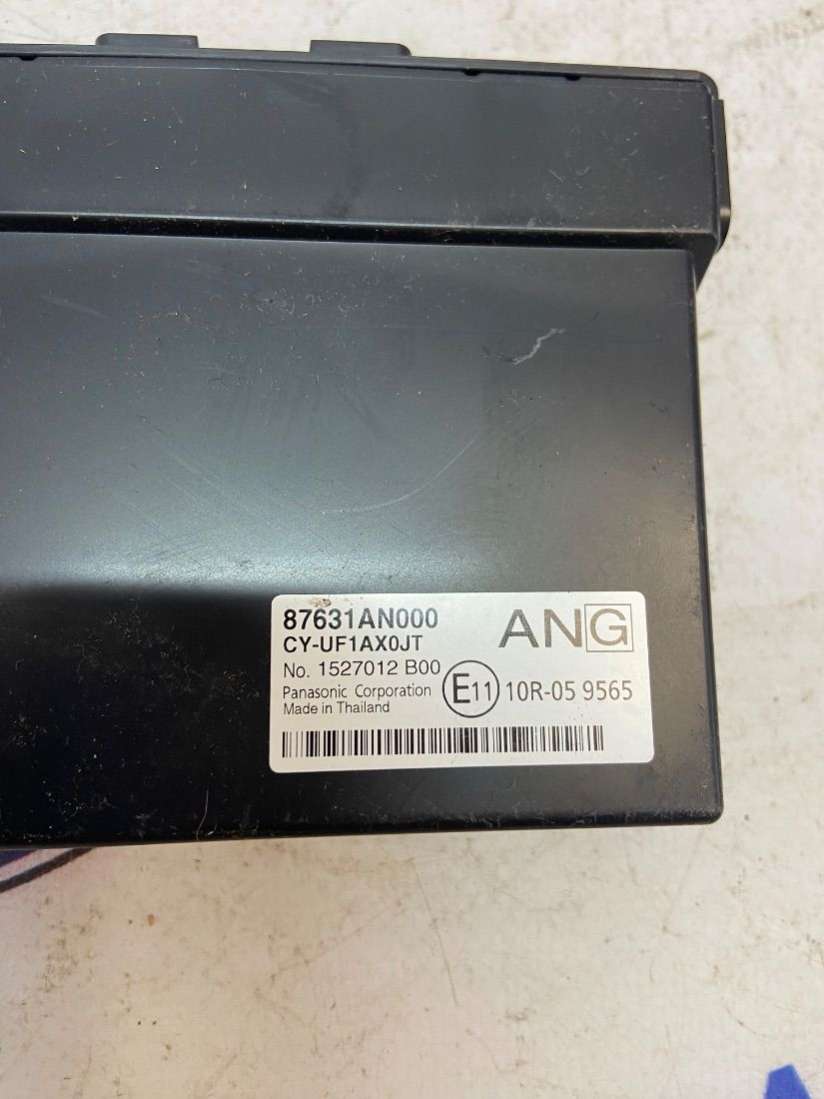 87631AN000
CY-UF1AX0JT
ANG
No. 1527012 B00
Panasonic Corporation
Made in Thailand
E11 10R-05 9565